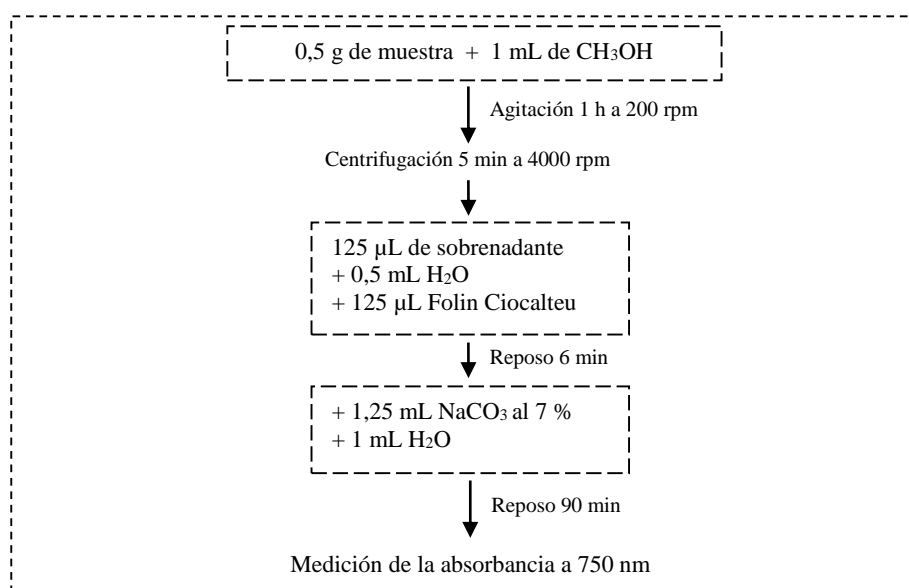 0,5 g de muestra + 1 mL de CH₃OH
Agitación 1 h a 200 rpm
Centrifugación 5 min a 4000 rpm
125 µL de sobrenadante
+ 0,5 mL H₂O
+ 125 µL Folin Ciocalteu
Reposo 6 min
+ 1,25 mL NaCO₃ al 7 %
+ 1 mL H₂O
Reposo 90 min
Medición de la absorbancia a 750 nm